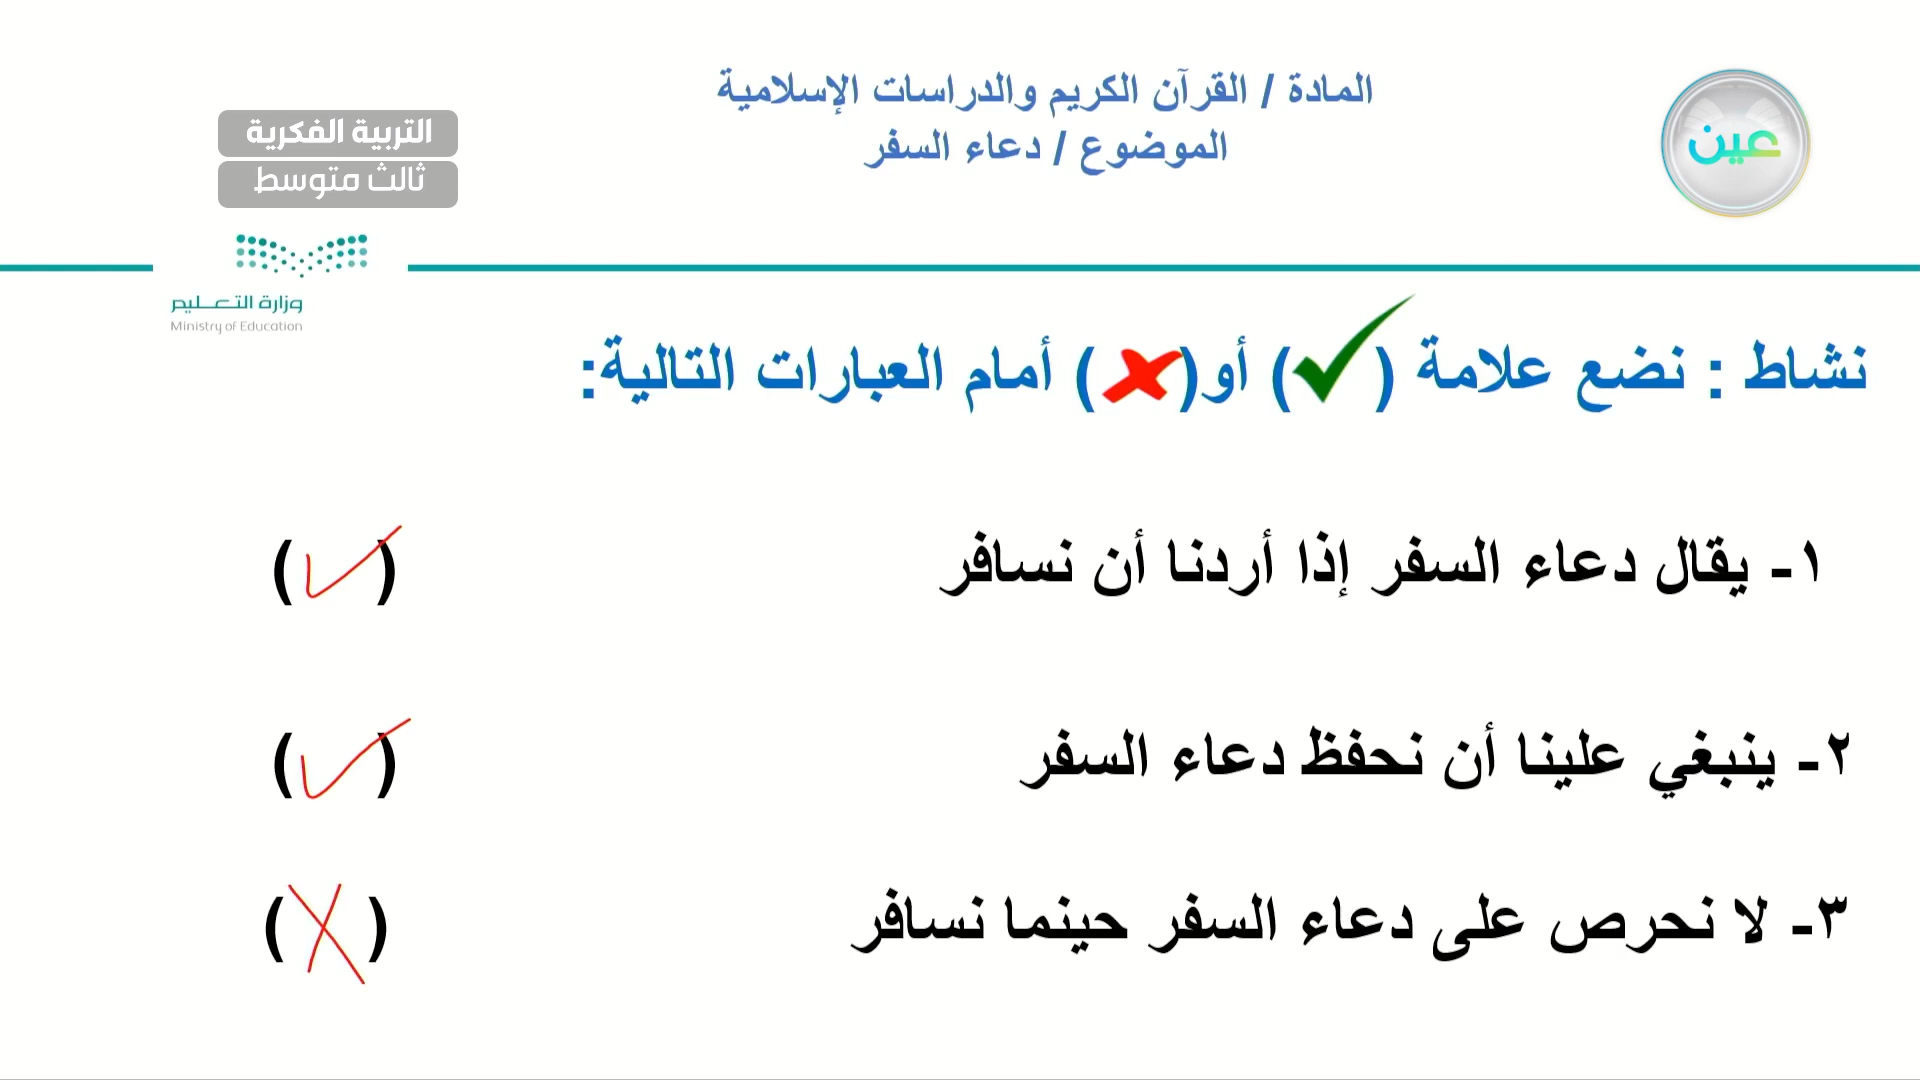 المادة / القرآن الكريم والدراسات الإسلامية
الموضوع / دعاء السفر
عين
التربية الفكرية
ثالث متوسط
وزارة التعليم
Ministry of Education
نشاط : نضع علامة (✓) أو(✗) أمام العبارات التالية:
١- يقال دعاء السفر إذا أردنا أن نسافر (✓)
٢- ينبغي علينا أن نحفظ دعاء السفر (✓)
٣- لا نحرص على دعاء السفر حينما نسافر (✗)